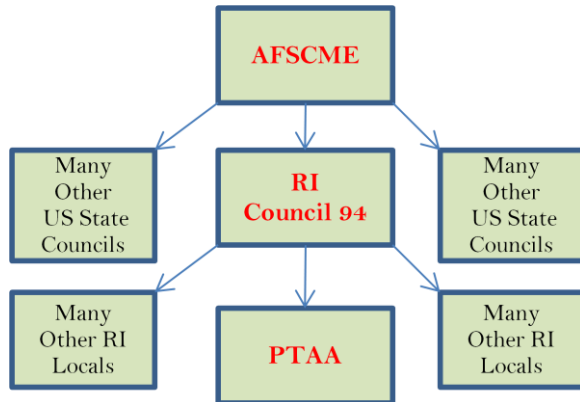 AFSCME
Many
Other
US State
Councils
RI
Council 94
Many
Other
US State
Councils
Many
Other RI
Locals
PTAA
Many
Other RI
Locals